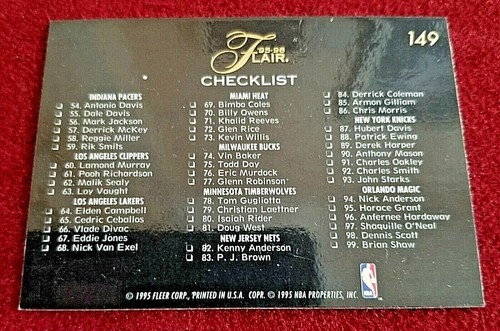 149
'95-'96
FLAIR
CHECKLIST
INDIANA PACERS
54. Antonio Davis
55. Dale Davis
56. Mark Jackson
57. Derrick McKey
58. Reggie Miller
59. Rik Smits
LOS ANGELES CLIPPERS
60. Lamond Murray
61. Pooh Richardson
62. Malik Sealy
63. Loy Vaught
LOS ANGELES LAKERS
64. Elden Campbell
65. Cedric Ceballos
66. Vlade Divac
67. Eddie Jones
68. Nick Van Exel
MIAMI HEAT
69. Bimbo Coles
70. Billy Owens
71. Khalid Reeves
72. Glen Rice
73. Kevin Willis
MILWAUKEE BUCKS
74. Vin Baker
75. Todd Day
76. Eric Murdock
77. Glenn Robinson
MINNESOTA TIMBERWOLVES
78. Tom Gugliotta
79. Christian Laettner
80. Isaiah Rider
81. Doug West
NEW JERSEY NETS
82. Kenny Anderson
83. P. J. Brown
84. Derrick Coleman
85. Armon Gilliam
86. Chris Morris
NEW YORK KNICKS
87. Hubert Davis
88. Patrick Ewing
89. Derek Harper
90. Anthony Mason
91. Charles Oakley
92. Charles Smith
93. John Starks
ORLANDO MAGIC
94. Nick Anderson
95. Horace Grant
96. Anfernee Hardaway
97. Shaquille O'Neal
98. Dennis Scott
99. Brian Shaw
© 1995 FLEER CORP., PRINTED IN U.S.A. COPR. © 1995 NBA PROPERTIES, INC.
NBA